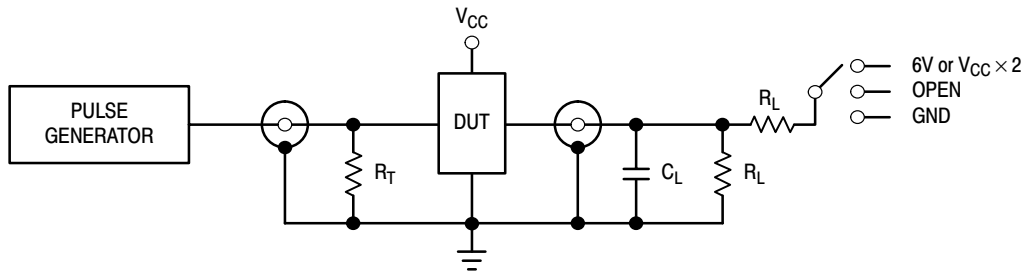 V_CC
6V or V_CC × 2
OPEN
GND
R_L
PULSE
GENERATOR
DUT
R_T
C_L
R_L